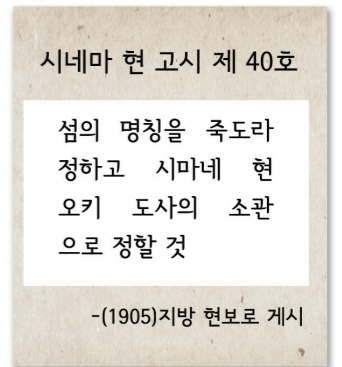 시네마 현 고시 제 40호
섬의 명칭을 죽도라
정하고 시마네 현
오키 도사의 소관
으로 정할 것
-(1905)지방 현보로 게시